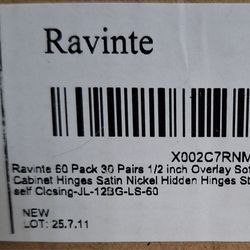 Ravinte
X002C7RNM
Ravinte 60 Pack 30 Pairs 1/2 inch Overlay Sof
Cabinet Hinges Satin Nickel Hidden Hinges St
self Closing-JL-12BG-LS-60
NEW
LOT: 25.7.11